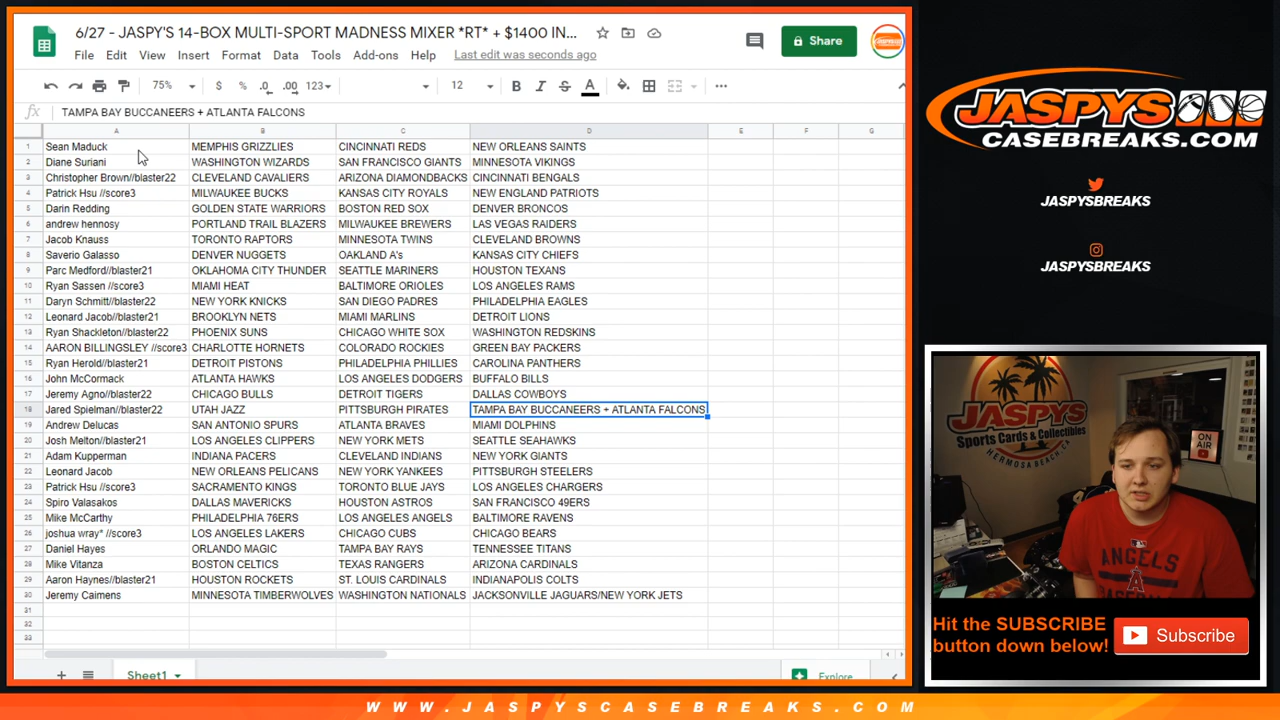 6/27 - JASPY'S 14-BOX MULTI-SPORT MADNESS MIXER *RT* + $1400 IN...
Share
File Edit View Insert Format Data Tools Add-ons Help Last edit was seconds ago
75% $ % .0 .00 123 12 B I S A
fx TAMPA BAY BUCCANEERS + ATLANTA FALCONS
A B C D E F G
1 Sean Maduck MEMPHIS GRIZZLIES CINCINNATI REDS NEW ORLEANS SAINTS
2 Diane Suriani WASHINGTON WIZARDS SAN FRANCISCO GIANTS MINNESOTA VIKINGS
3 Christopher Brown//blaster22 CLEVELAND CAVALIERS ARIZONA DIAMONDBACKS CINCINNATI BENGALS
4 Patrick Hsu //score3 MILWAUKEE BUCKS KANSAS CITY ROYALS NEW ENGLAND PATRIOTS
5 Darin Redding GOLDEN STATE WARRIORS BOSTON RED SOX DENVER BRONCOS
6 andrew hennosy PORTLAND TRAIL BLAZERS MILWAUKEE BREWERS LAS VEGAS RAIDERS
7 Jacob Knauss TORONTO RAPTORS MINNESOTA TWINS CLEVELAND BROWNS
8 Saverio Galasso DENVER NUGGETS OAKLAND A's KANSAS CITY CHIEFS
9 Parc Medford//blaster21 OKLAHOMA CITY THUNDER SEATTLE MARINERS HOUSTON TEXANS
10 Ryan Sassen //score3 MIAMI HEAT BALTIMORE ORIOLES LOS ANGELES RAMS
11 Daryn Schmitt//blaster22 NEW YORK KNICKS SAN DIEGO PADRES PHILADELPHIA EAGLES
12 Leonard Jacob//blaster21 BROOKLYN NETS MIAMI MARLINS DETROIT LIONS
13 Ryan Shackleton//blaster22 PHOENIX SUNS CHICAGO WHITE SOX WASHINGTON REDSKINS
14 AARON BILLINGSLEY //score3 CHARLOTTE HORNETS COLORADO ROCKIES GREEN BAY PACKERS
15 Ryan Herold//blaster21 DETROIT PISTONS PHILADELPHIA PHILLIES CAROLINA PANTHERS
16 John McCormack ATLANTA HAWKS LOS ANGELES DODGERS BUFFALO BILLS
17 Jeremy Agno//blaster22 CHICAGO BULLS DETROIT TIGERS DALLAS COWBOYS
18 Jared Spielman//blaster22 UTAH JAZZ PITTSBURGH PIRATES TAMPA BAY BUCCANEERS + ATLANTA FALCONS
19 Andrew Delucas SAN ANTONIO SPURS ATLANTA BRAVES MIAMI DOLPHINS
20 Josh Melton//blaster21 LOS ANGELES CLIPPERS NEW YORK METS SEATTLE SEAHAWKS
21 Adam Kupperman INDIANA PACERS CLEVELAND INDIANS NEW YORK GIANTS
22 Leonard Jacob NEW ORLEANS PELICANS NEW YORK YANKEES PITTSBURGH STEELERS
23 Patrick Hsu //score3 SACRAMENTO KINGS TORONTO BLUE JAYS LOS ANGELES CHARGERS
24 Spiro Valasakos DALLAS MAVERICKS HOUSTON ASTROS SAN FRANCISCO 49ERS
25 Mike McCarthy PHILADELPHIA 76ERS LOS ANGELES ANGELS BALTIMORE RAVENS
26 joshua wray* //score3 LOS ANGELES LAKERS CHICAGO CUBS CHICAGO BEARS
27 Daniel Hayes ORLANDO MAGIC TAMPA BAY RAYS TENNESSEE TITANS
28 Mike Vitanza BOSTON CELTICS TEXAS RANGERS ARIZONA CARDINALS
29 Aaron Haynes//blaster21 HOUSTON ROCKETS ST. LOUIS CARDINALS INDIANAPOLIS COLTS
30 Jeremy Caimens MINNESOTA TIMBERWOLVES WASHINGTON NATIONALS JACKSONVILLE JAGUARS/NEW YORK JETS
31
32
33
Sheet1
Explore
JASPYS
CASEBREAKS.COM
JASPYSBREAKS
JASPYSBREAKS
JASPYS
Sports Cards & Collectibles
HERMOSA BEACH, CA
ON AIR
ANGELS
BASEBALL
Hit the SUBSCRIBE
button down below!
Subscribe
WWW.JASPYSCASEBREAKS.COM